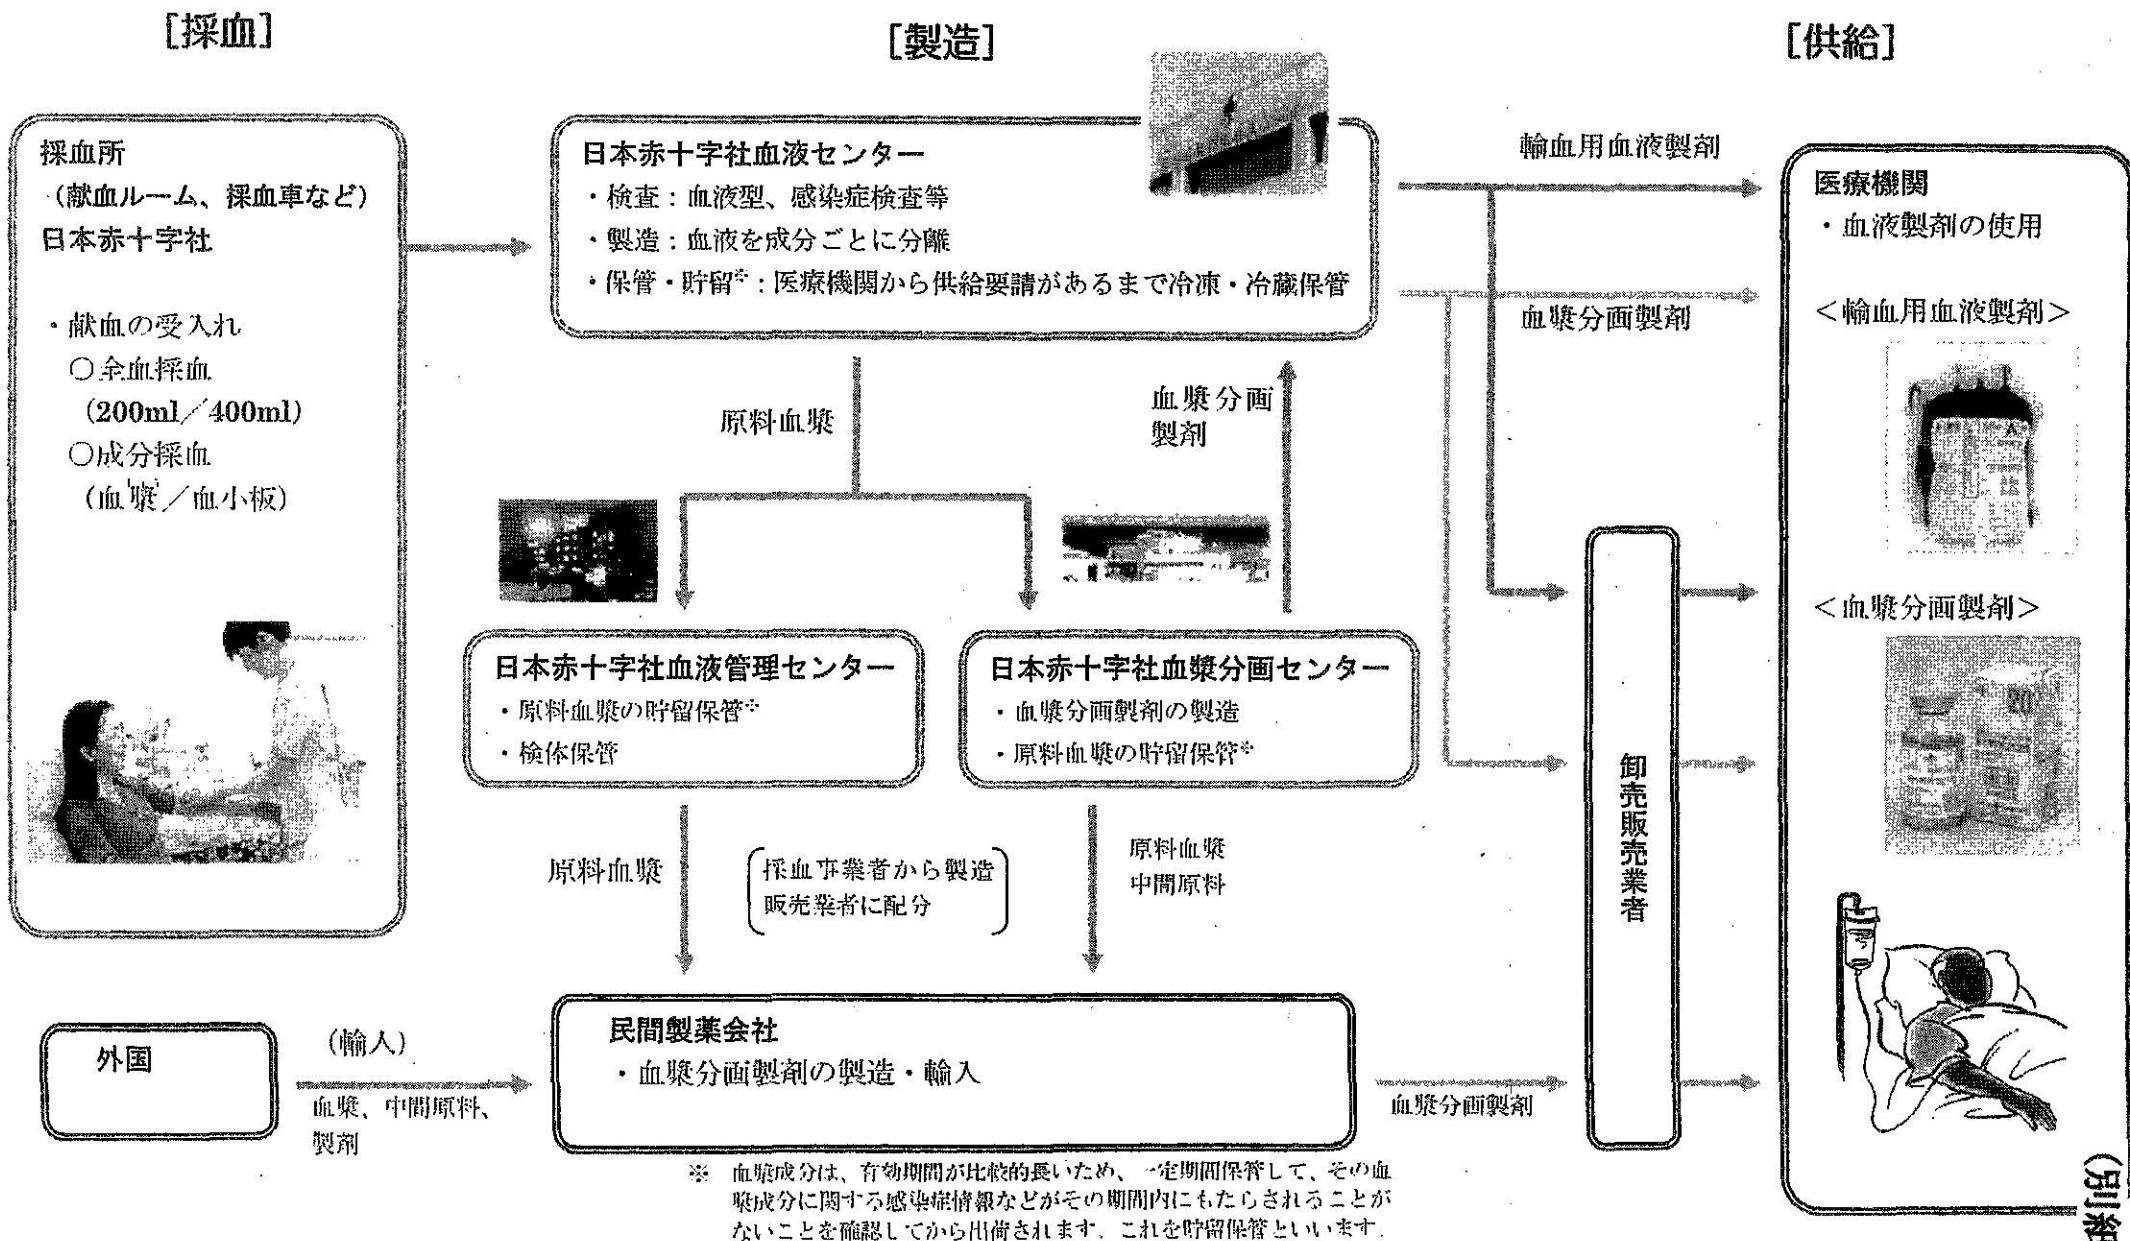 [採血]
[製造]
[供給]
採血所
(献血ルーム、採血車など)
日本赤十字社
・献血の受入れ
○全血採血
(200ml／400ml)
○成分採血
(血漿／血小板)
日本赤十字社血液センター
・検査：血液型、感染症検査等
・製造：血液を成分ごとに分離
・保管・貯留※：医療機関から供給要請があるまで冷凍・冷蔵保管
輸血用血液製剤
血漿分画製剤
原料血漿
血漿分画
製剤
日本赤十字社血液管理センター
・原料血漿の貯留保管※
・検体保管
日本赤十字社血漿分画センター
・血漿分画製剤の製造
・原料血漿の貯留保管※
原料血漿
採血事業者から製造
販売業者に配分
原料血漿
中間原料
外国
(輸入)
血漿、中間原料、
製剤
民間製薬会社
・血漿分画製剤の製造・輸入
血漿分画製剤
卸売販売業者
医療機関
・血液製剤の使用
＜輸血用血液製剤＞
A
＜血漿分画製剤＞
20
※ 血漿成分は、有効期間が比較的長いため、一定期間保管して、その血
漿成分に関する感染症情報などがその期間内にもたらされることが
ないことを確認してから出荷されます。これを貯留保管といいます。
(別紙